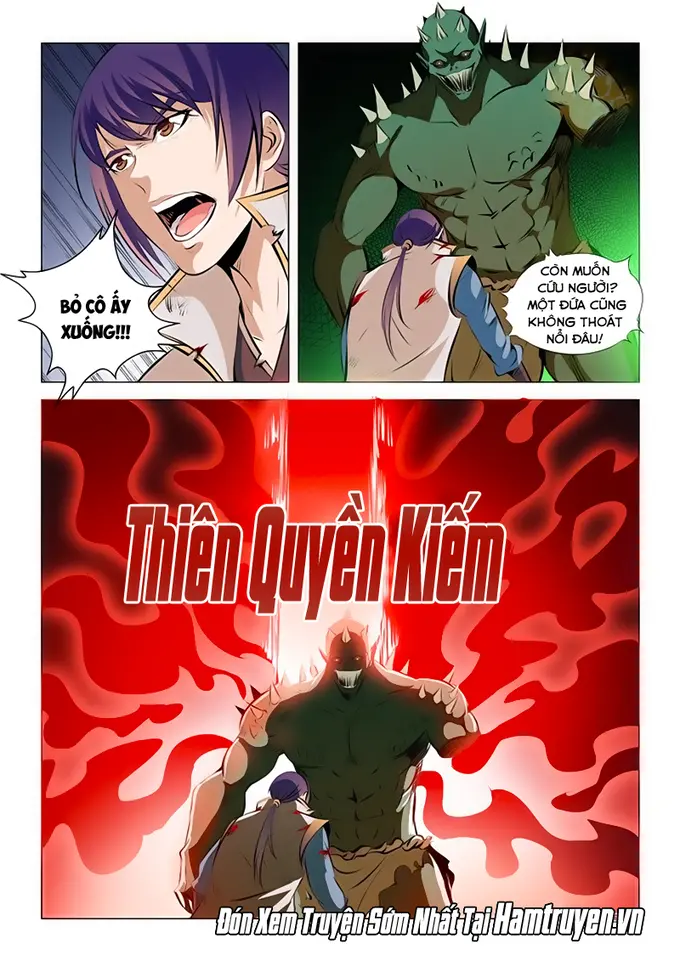 BỎ CÔ ẤY
XUỐNG!!!
CÒN MUỐN
CỨU NGƯỜI?
MỘT ĐỨA CŨNG
KHÔNG THOÁT
NỔI ĐÂU!
Thiên Quyền Kiếm
Đón Xem Truyện Sớm Nhất Tại Hamtruyen.vn